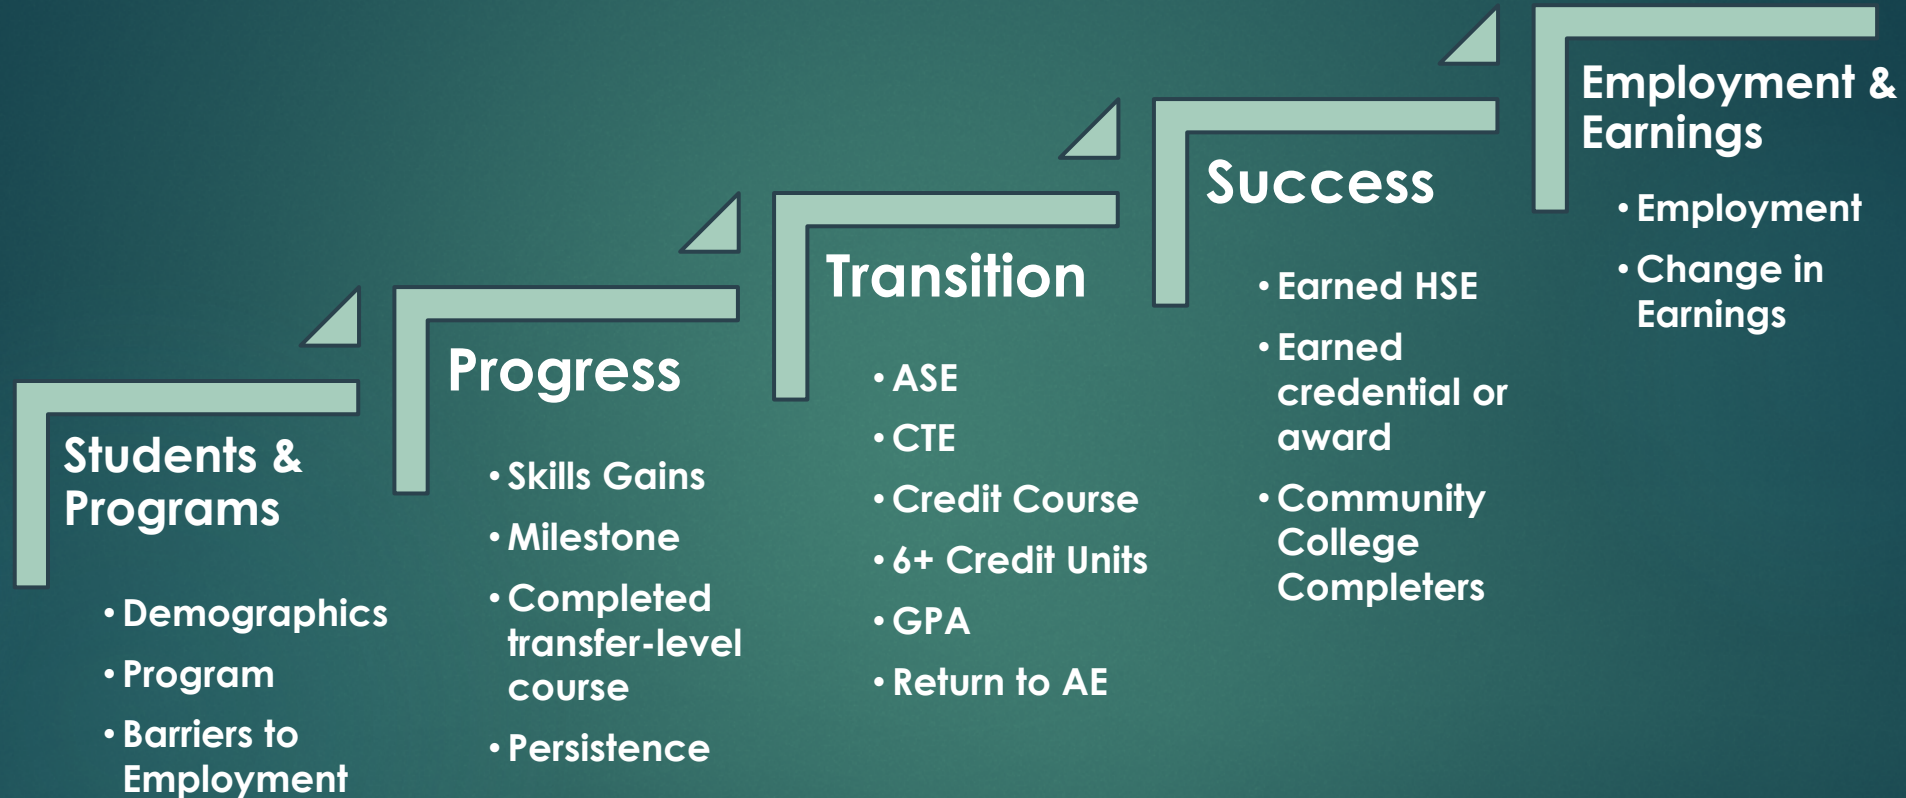 Students &
Programs
• Demographics
• Program
• Barriers to
Employment
Progress
• Skills Gains
• Milestone
• Completed
transfer-level
course
• Persistence
Transition
• ASE
• CTE
• Credit Course
• 6+ Credit Units
• GPA
• Return to AE
Success
• Earned HSE
• Earned
credential or
award
• Community
College
Completers
Employment &
Earnings
• Employment
• Change in
Earnings